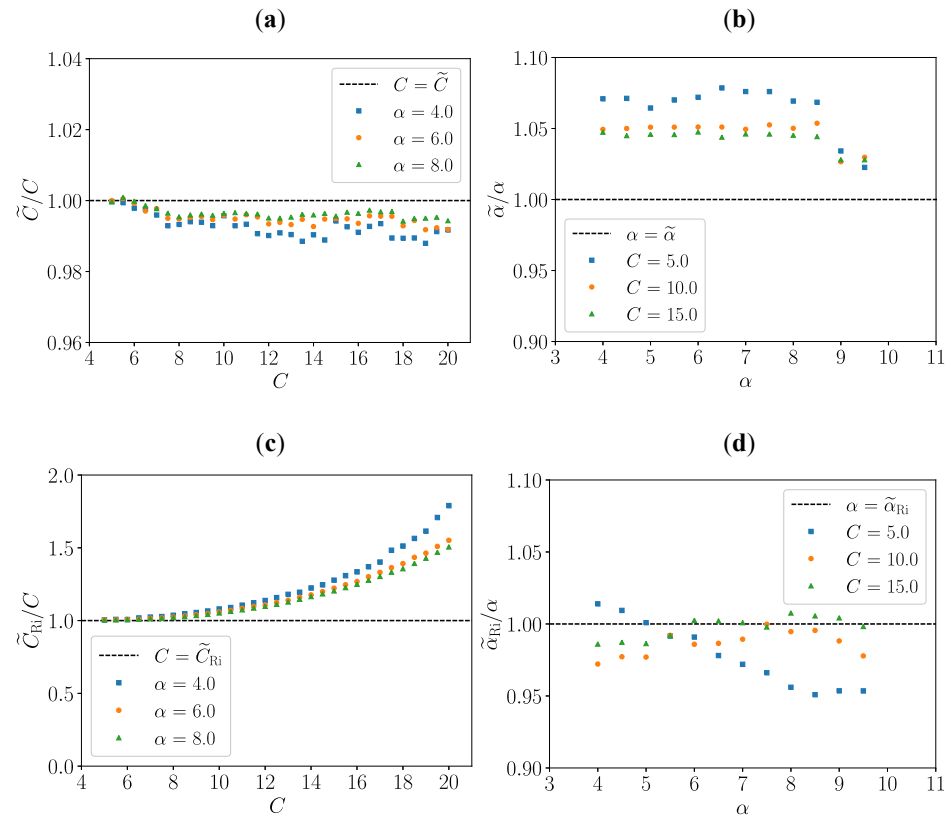 (a)
1.04
1.02
1.00
0.98
0.96
C̃/C
C = C̃
α = 4.0
α = 6.0
α = 8.0
4 6 8 10 12 14 16 18 20
C
(b)
1.10
1.05
1.00
0.95
0.90
α̃/α
α = α̃
C = 5.0
C = 10.0
C = 15.0
3 4 5 6 7 8 9 10 11
α
(c)
2.0
1.5
1.0
0.5
0.0
C̃_Ri/C
C = C̃_Ri
α = 4.0
α = 6.0
α = 8.0
4 6 8 10 12 14 16 18 20
C
(d)
1.10
1.05
1.00
0.95
0.90
α̃_Ri/α
α = α̃_Ri
C = 5.0
C = 10.0
C = 15.0
3 4 5 6 7 8 9 10 11
α